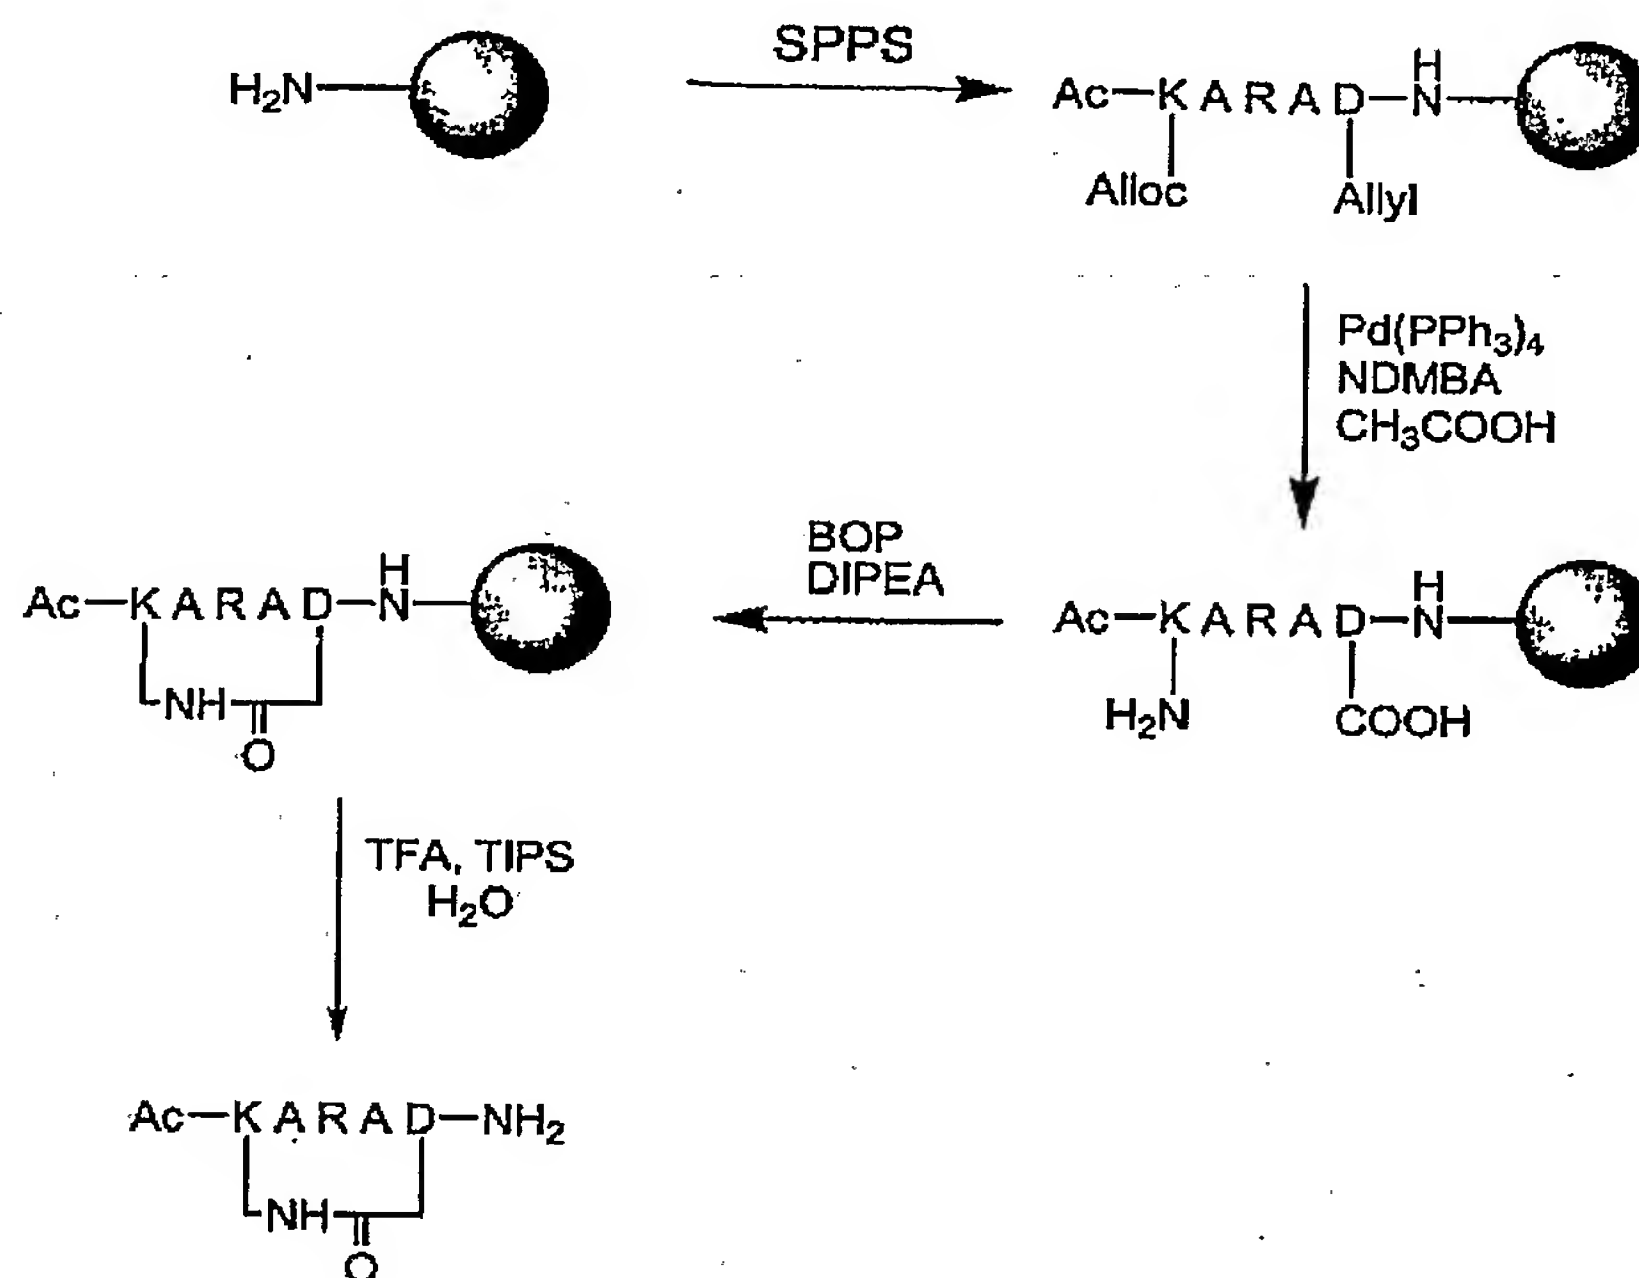 H₂N
SPPS
Ac—K A R A D—N
H
Alloc
Allyl
Pd(PPh₃)₄
NDMBA
CH₃COOH
Ac—K A R A D—N
H
H₂N
COOH
BOP
DIPEA
Ac—K A R A D—N
H
NH
O
TFA, TIPS
H₂O
Ac—K A R A D—NH₂
NH
O